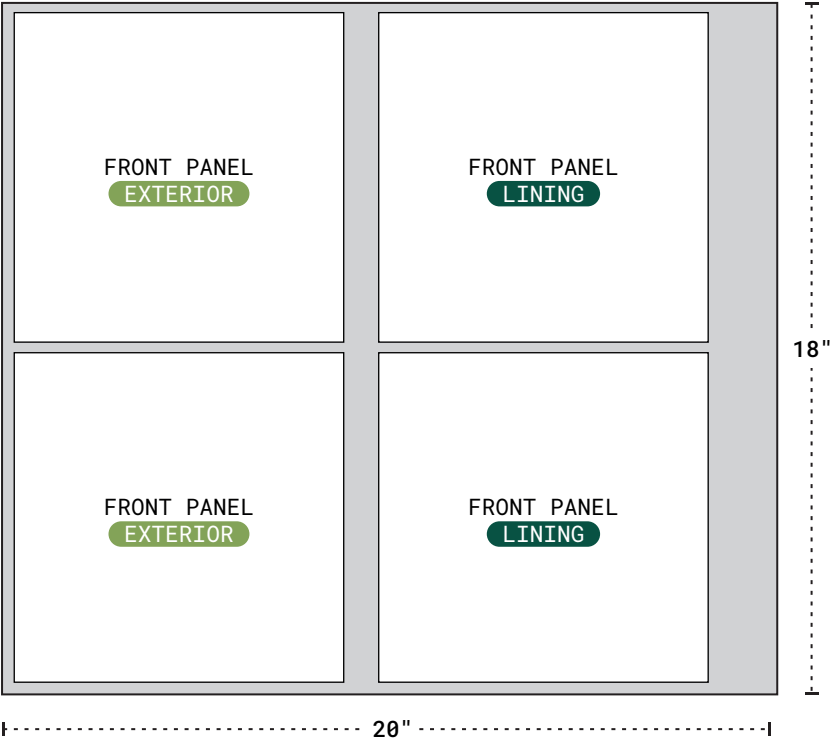 FRONT PANEL
EXTERIOR
FRONT PANEL
LINING
18"
FRONT PANEL
EXTERIOR
FRONT PANEL
LINING
20"